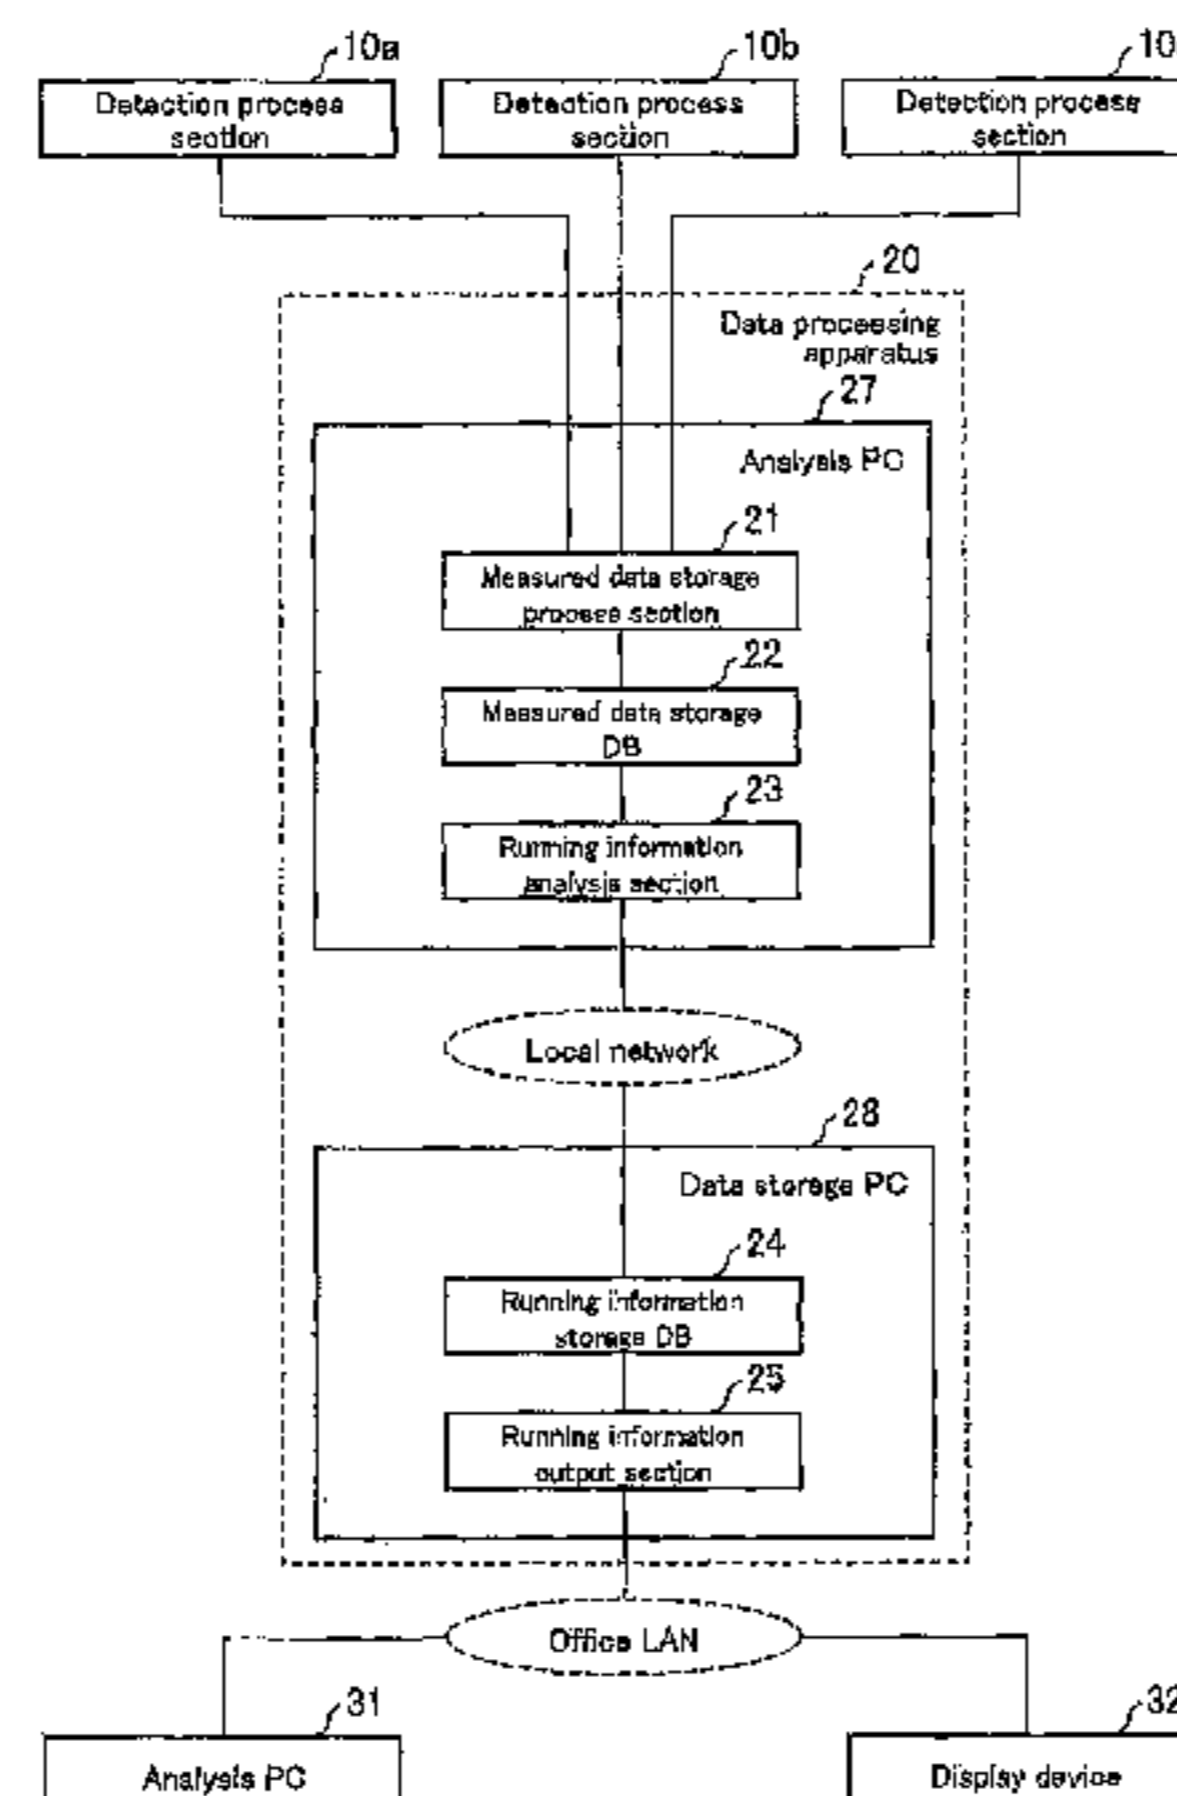 10a
10b
10
Detection process
section
Detection process
section
Detection process
section
20
Data processing
apparatus
27
Analysis PC
21
Measured data storage
process section
22
Measured data storage
DB
23
Running information
analysis section
Local network
28
Data storage PC
24
Running information
storage DB
25
Running information
output section
Office LAN
31
32
Analysis PC
Display device